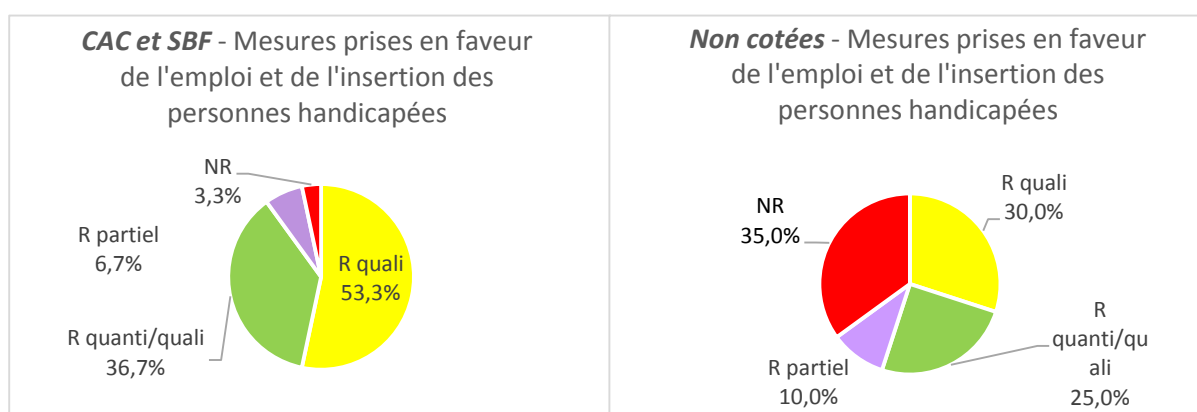 CAC et SBF - Mesures prises en faveur
de l'emploi et de l'insertion des
personnes handicapées
NR
3,3%
R partiel
6,7%
R quali
53,3%
R quanti/quali
36,7%
Non cotées - Mesures prises en faveur
de l'emploi et de l'insertion des
personnes handicapées
NR
35,0%
R quali
30,0%
R partiel
10,0%
R
quanti/qu
ali
25,0%